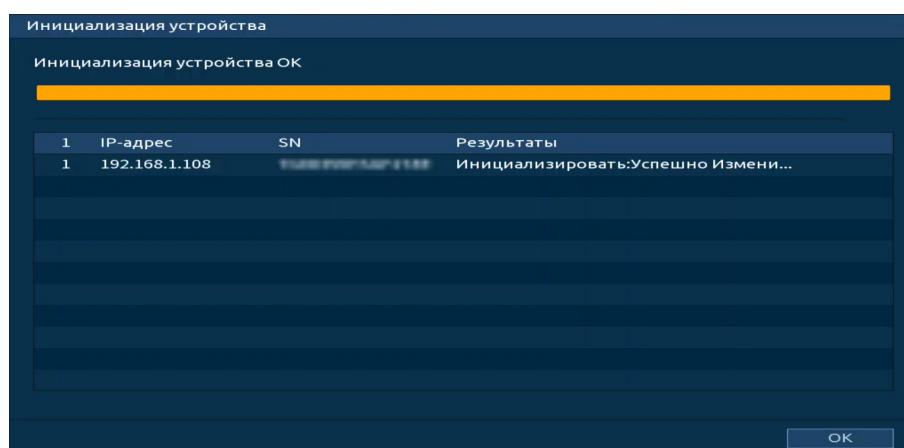 Инициализация устройства
Инициализация устройства OK
1 IP-адрес SN Результаты
1 192.168.1.108 Инициализировать:Успешно Измени...
OK